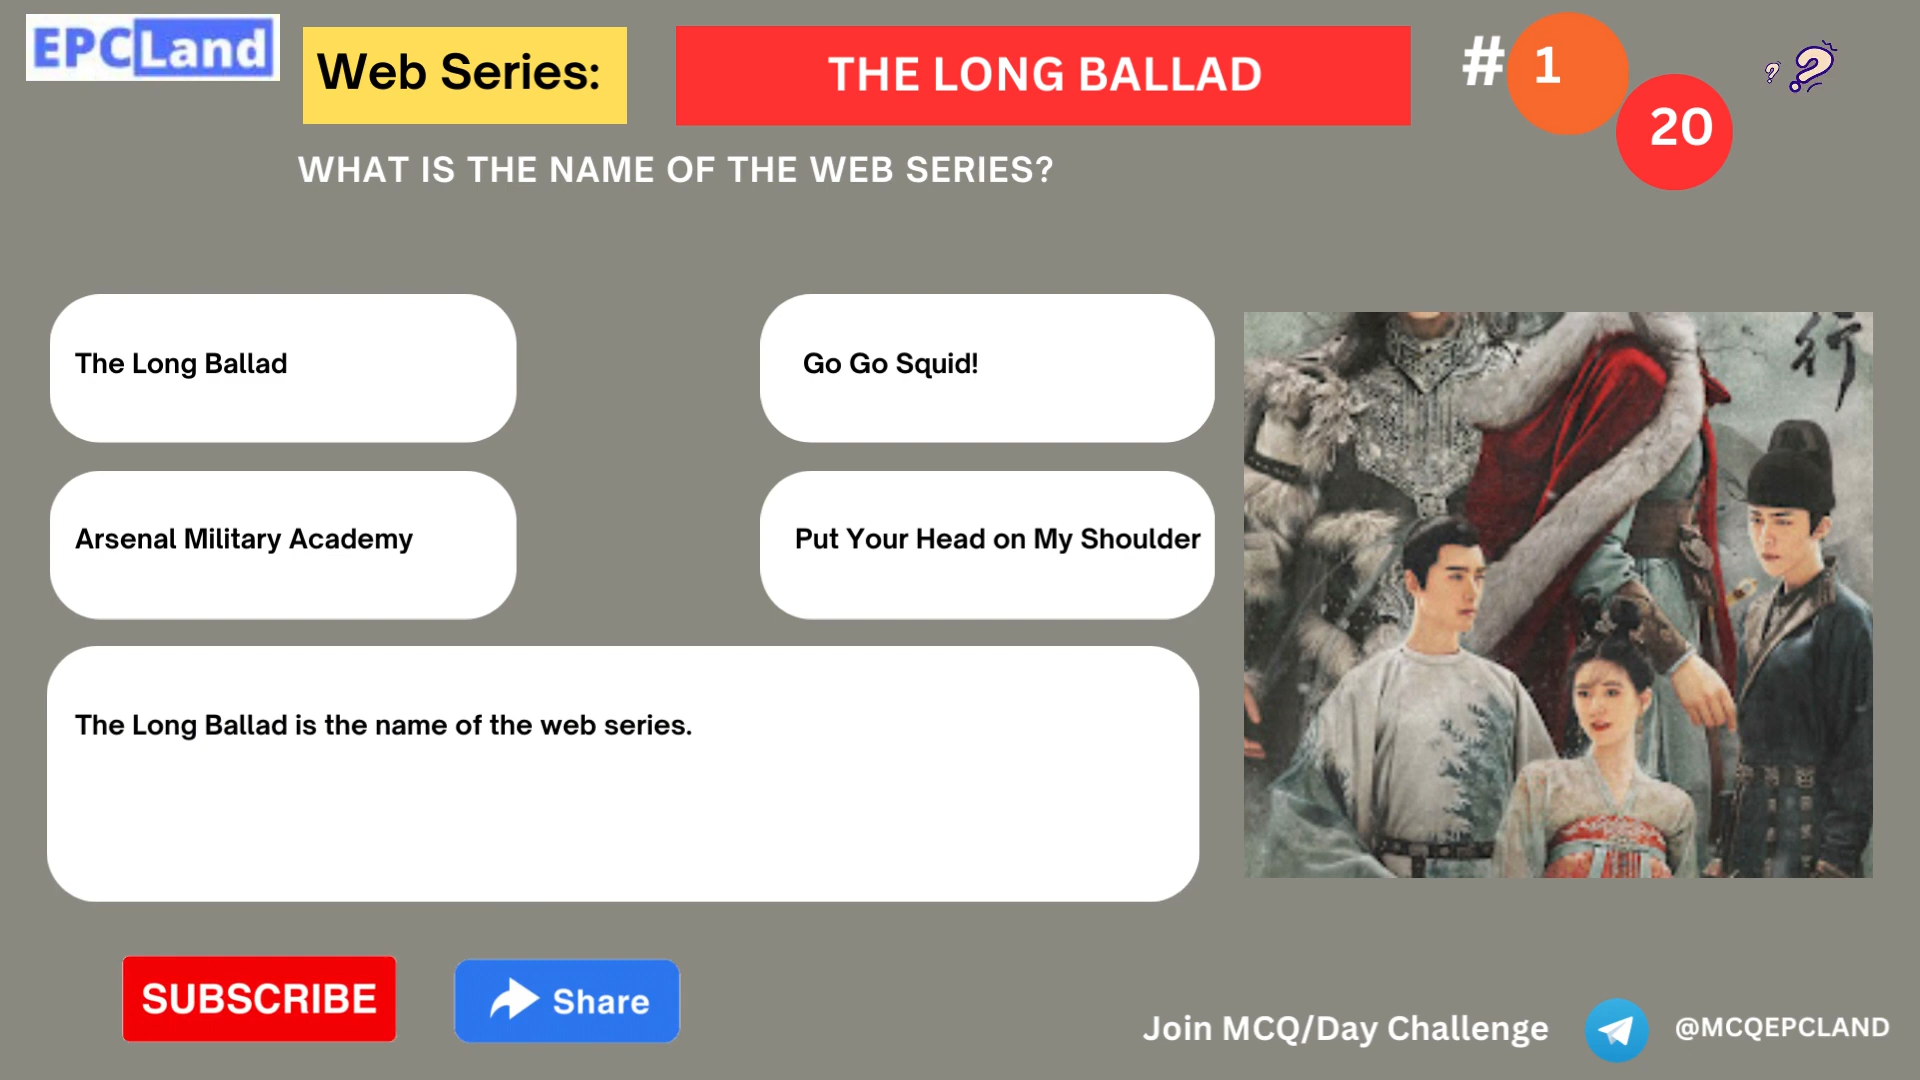 EPCLand
Web Series:
THE LONG BALLAD
# 1
20
WHAT IS THE NAME OF THE WEB SERIES?
The Long Ballad
Go Go Squid!
Arsenal Military Academy
Put Your Head on My Shoulder
The Long Ballad is the name of the web series.
行
SUBSCRIBE
Share
Join MCQ/Day Challenge
@MCQEPCLAND